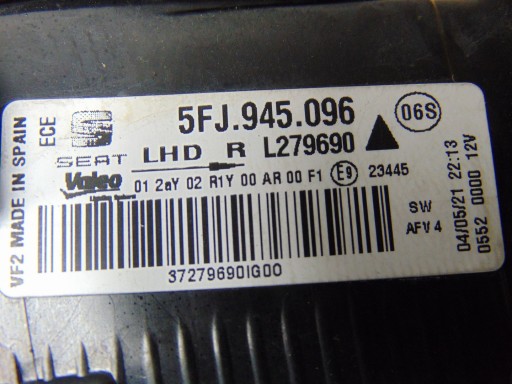 VF2 MADE IN SPAIN
ECE
S
SEAT
5FJ.945.096
06S
LHD R L279690
Valeo
01 2aY 02 R1Y 00 AR 00 F1 E9 23445
SW
AFV 4
37279690IG00
04/05/21 22:13
0552 0000 12V